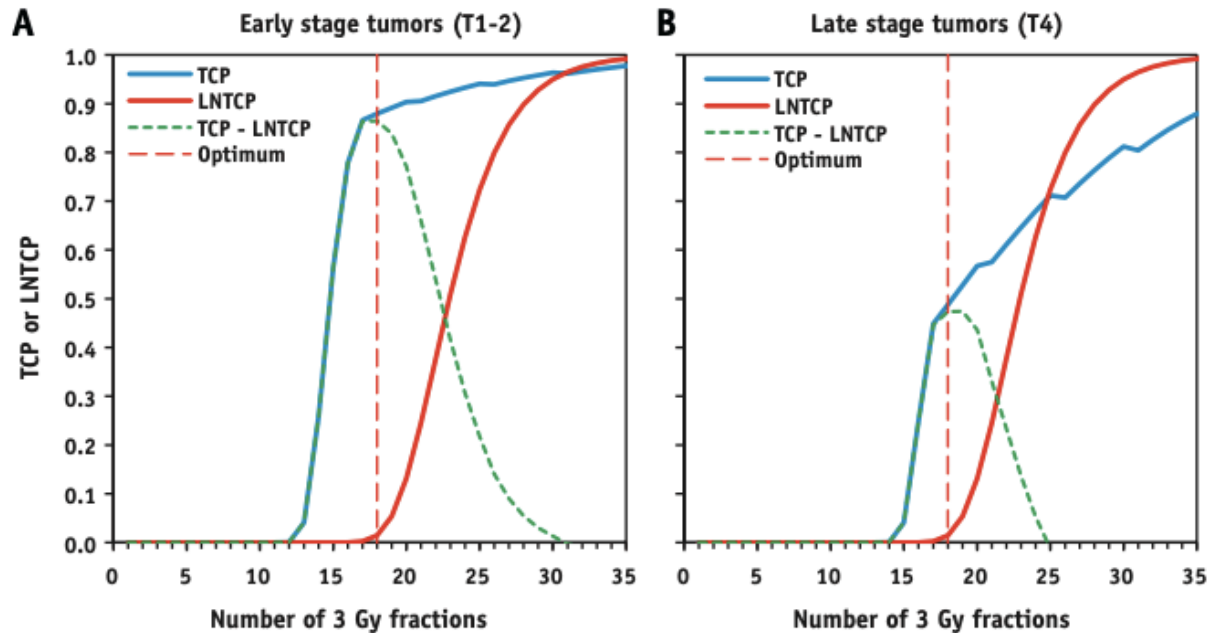 A
Early stage tumors (T1-2)
1.0
0.9
0.8
0.7
0.6
0.5
0.4
0.3
0.2
0.1
0.0
TCP or LNTCP
TCP
LNTCP
TCP - LNTCP
Optimum
0 5 10 15 20 25 30 35
Number of 3 Gy fractions
B
Late stage tumors (T4)
TCP
LNTCP
TCP - LNTCP
Optimum
0 5 10 15 20 25 30 35
Number of 3 Gy fractions